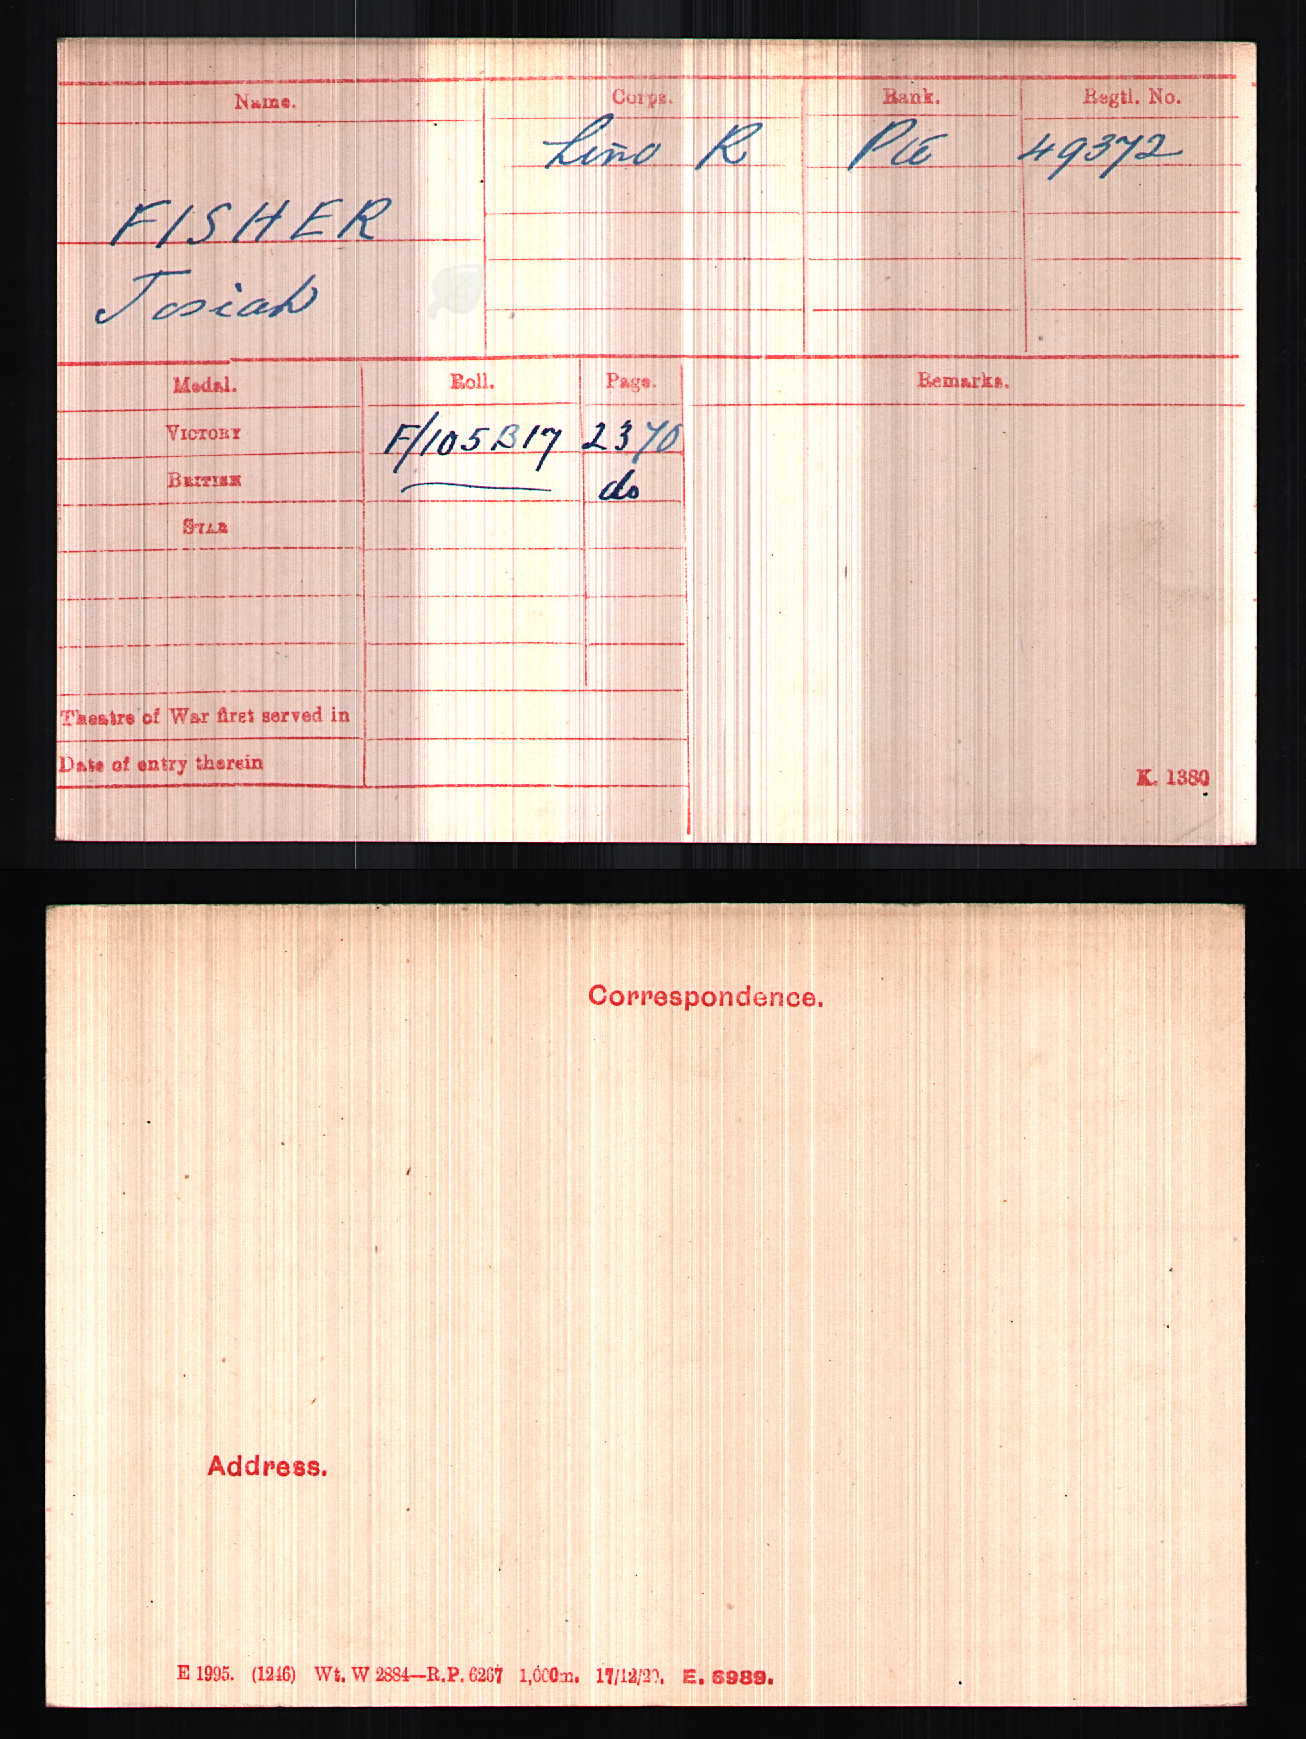 Name. Corps. Rank. Regtl. No.
Linc R Pte 49372
FISHER
Josiah
Medal. Roll. Page. Remarks.
VICTORY F/105B17 2370
BRITISH do
STAR
Theatre of War first served in
Date of entry therein
K. 1380
Correspondence.
Address.
E 1995. (1246) Wt. W 2884—R.P. 6267 1,000m. 17/12/20. E. 6989.